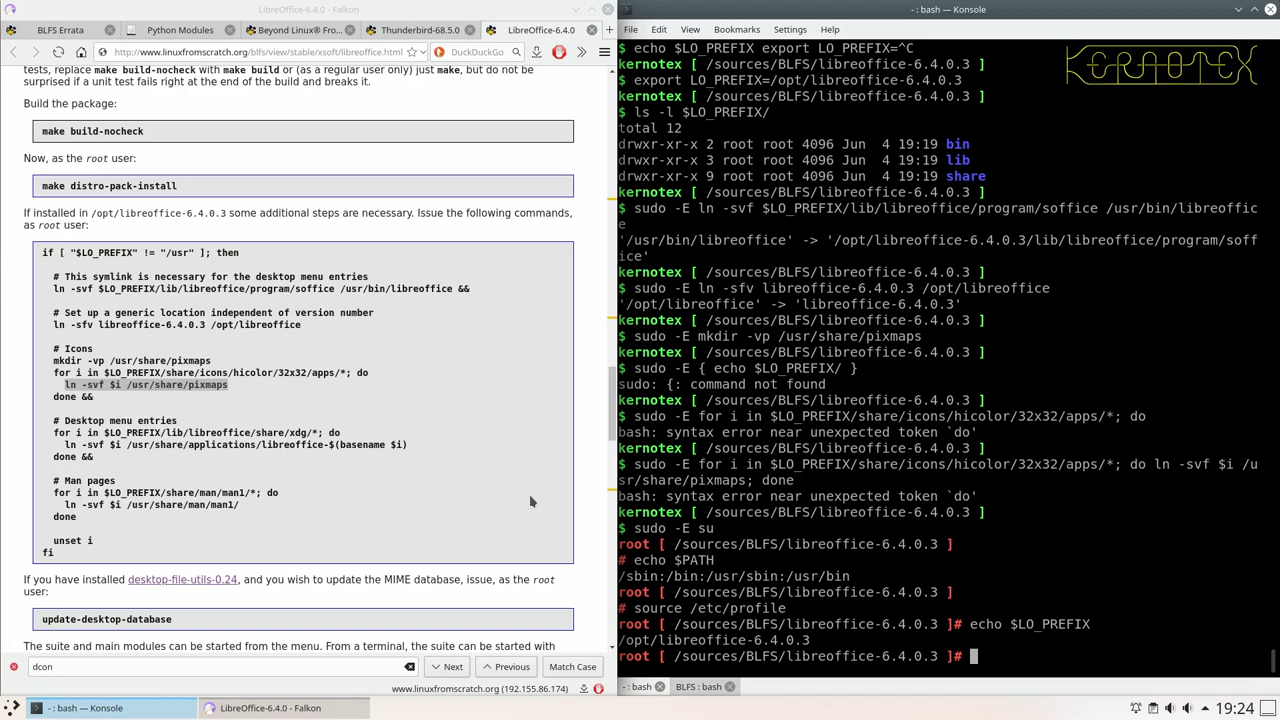 LibreOffice-6.4.0 - Falkon
BLFS Errata
Python Modules
Beyond Linux® Fro
Thunderbird-68.5.0
LibreOffice-6.4.0
http://www.linuxfromscratch.org/blfs/view/stable/xsoft/libreoffice.html
DuckDuckGo
tests, replace make build-nocheck with make build or (as a regular user only) just make, but do not be
surprised if a unit test fails right at the end of the build and breaks it.
Build the package:
make build-nocheck
Now, as the root user:
make distro-pack-install
If installed in /opt/libreoffice-6.4.0.3 some additional steps are necessary. Issue the following commands,
as root user:
if [ "$LO_PREFIX" != "/usr" ]; then
# This symlink is necessary for the desktop menu entries
ln -svf $LO_PREFIX/lib/libreoffice/program/soffice /usr/bin/libreoffice &&
# Set up a generic location independent of version number
ln -sfv libreoffice-6.4.0.3 /opt/libreoffice
# Icons
mkdir -vp /usr/share/pixmaps
for i in $LO_PREFIX/share/icons/hicolor/32x32/apps/*; do
ln -svf $i /usr/share/pixmaps
done &&
# Desktop menu entries
for i in $LO_PREFIX/lib/libreoffice/share/xdg/*; do
ln -svf $i /usr/share/applications/libreoffice-$(basename $i)
done &&
# Man pages
for i in $LO_PREFIX/share/man/man1/*; do
ln -svf $i /usr/share/man/man1/
done
unset i
fi
If you have installed desktop-file-utils-0.24, and you wish to update the MIME database, issue, as the root
user:
update-desktop-database
The suite and main modules can be started from the menu. From a terminal, the suite can be started with
dcon
Next
Previous
Match Case
www.linuxfromscratch.org (192.155.86.174)
- : bash — Konsole
File Edit View Bookmarks Settings Help
KERNOTEX
$ echo $LO_PREFIX export LO_PREFIX=^C
kernotex [ /sources/BLFS/libreoffice-6.4.0.3 ]
$ export LO_PREFIX=/opt/libreoffice-6.4.0.3
kernotex [ /sources/BLFS/libreoffice-6.4.0.3 ]
$ ls -l $LO_PREFIX/
total 12
drwxr-xr-x 2 root root 4096 Jun  4 19:19 bin
drwxr-xr-x 3 root root 4096 Jun  4 19:19 lib
drwxr-xr-x 9 root root 4096 Jun  4 19:19 share
kernotex [ /sources/BLFS/libreoffice-6.4.0.3 ]
$ sudo -E ln -svf $LO_PREFIX/lib/libreoffice/program/soffice /usr/bin/libreoffic
e
'/usr/bin/libreoffice' -> '/opt/libreoffice-6.4.0.3/lib/libreoffice/program/soff
ice'
kernotex [ /sources/BLFS/libreoffice-6.4.0.3 ]
$ sudo -E ln -sfv libreoffice-6.4.0.3 /opt/libreoffice
'/opt/libreoffice' -> 'libreoffice-6.4.0.3'
kernotex [ /sources/BLFS/libreoffice-6.4.0.3 ]
$ sudo -E mkdir -vp /usr/share/pixmaps
kernotex [ /sources/BLFS/libreoffice-6.4.0.3 ]
$ sudo -E { echo $LO_PREFIX/ }
sudo: {: command not found
kernotex [ /sources/BLFS/libreoffice-6.4.0.3 ]
$ sudo -E for i in $LO_PREFIX/share/icons/hicolor/32x32/apps/*; do
bash: syntax error near unexpected token `do'
kernotex [ /sources/BLFS/libreoffice-6.4.0.3 ]
$ sudo -E for i in $LO_PREFIX/share/icons/hicolor/32x32/apps/*; do ln -svf $i /u
sr/share/pixmaps; done
bash: syntax error near unexpected token `do'
kernotex [ /sources/BLFS/libreoffice-6.4.0.3 ]
$ sudo -E su
root [ /sources/BLFS/libreoffice-6.4.0.3 ]
# echo $PATH
/sbin:/bin:/usr/sbin:/usr/bin
root [ /sources/BLFS/libreoffice-6.4.0.3 ]
# source /etc/profile
root [ /sources/BLFS/libreoffice-6.4.0.3 ]# echo $LO_PREFIX
/opt/libreoffice-6.4.0.3
root [ /sources/BLFS/libreoffice-6.4.0.3 ]#
- : bash
BLFS : bash
- : bash — Konsole
LibreOffice-6.4.0 - Falkon
19:24